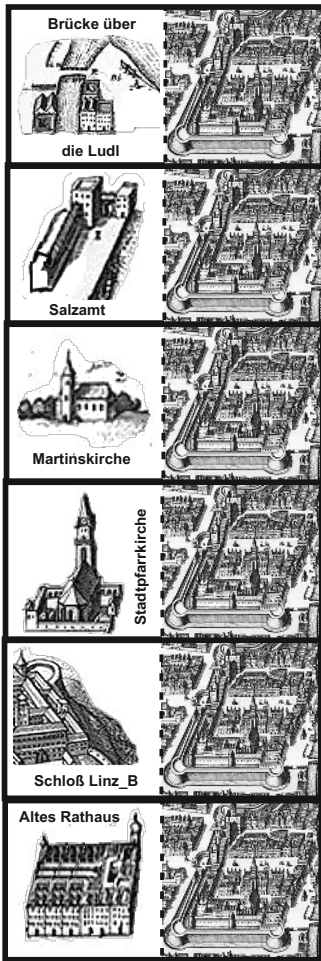 Brücke über
die Ludl
Salzamt
Martinskirche
Stadtpfarrkirche
Schloß Linz_B
Altes Rathaus